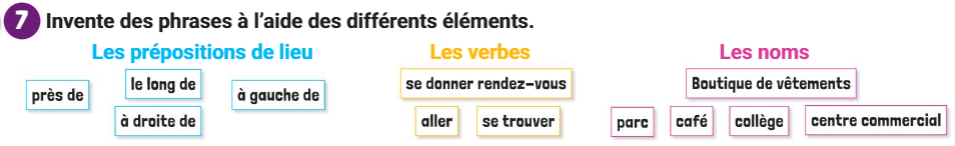 7 Invente des phrases à l'aide des différents éléments.
Les prépositions de lieu
près de
le long de
à gauche de
à droite de
Les verbes
se donner rendez-vous
aller
se trouver
Les noms
Boutique de vêtements
parc
café
collège
centre commercial